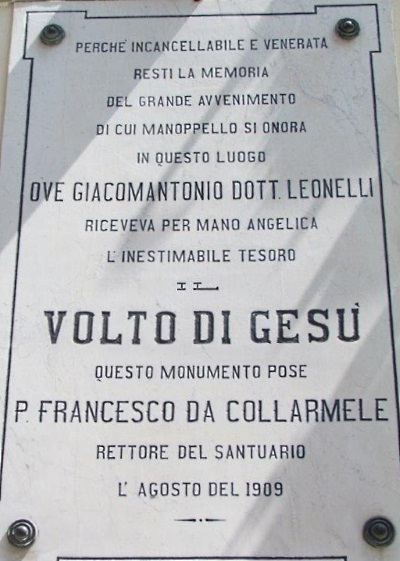 PERCHE' INCANCELLABILE E VENERATA
RESTI LA MEMORIA
DEL GRANDE AVVENIMENTO
DI CUI MANOPPELLO SI ONORA
IN QUESTO LUOGO
OVE GIACOMANTONIO DOTT. LEONELLI
RICEVEVA PER MANO ANGELICA
L'INESTIMABILE TESORO
IL
VOLTO DI GESU'
QUESTO MONUMENTO POSE
P. FRANCESCO DA COLLARMELE
RETTORE DEL SANTUARIO
L' AGOSTO DEL 1909